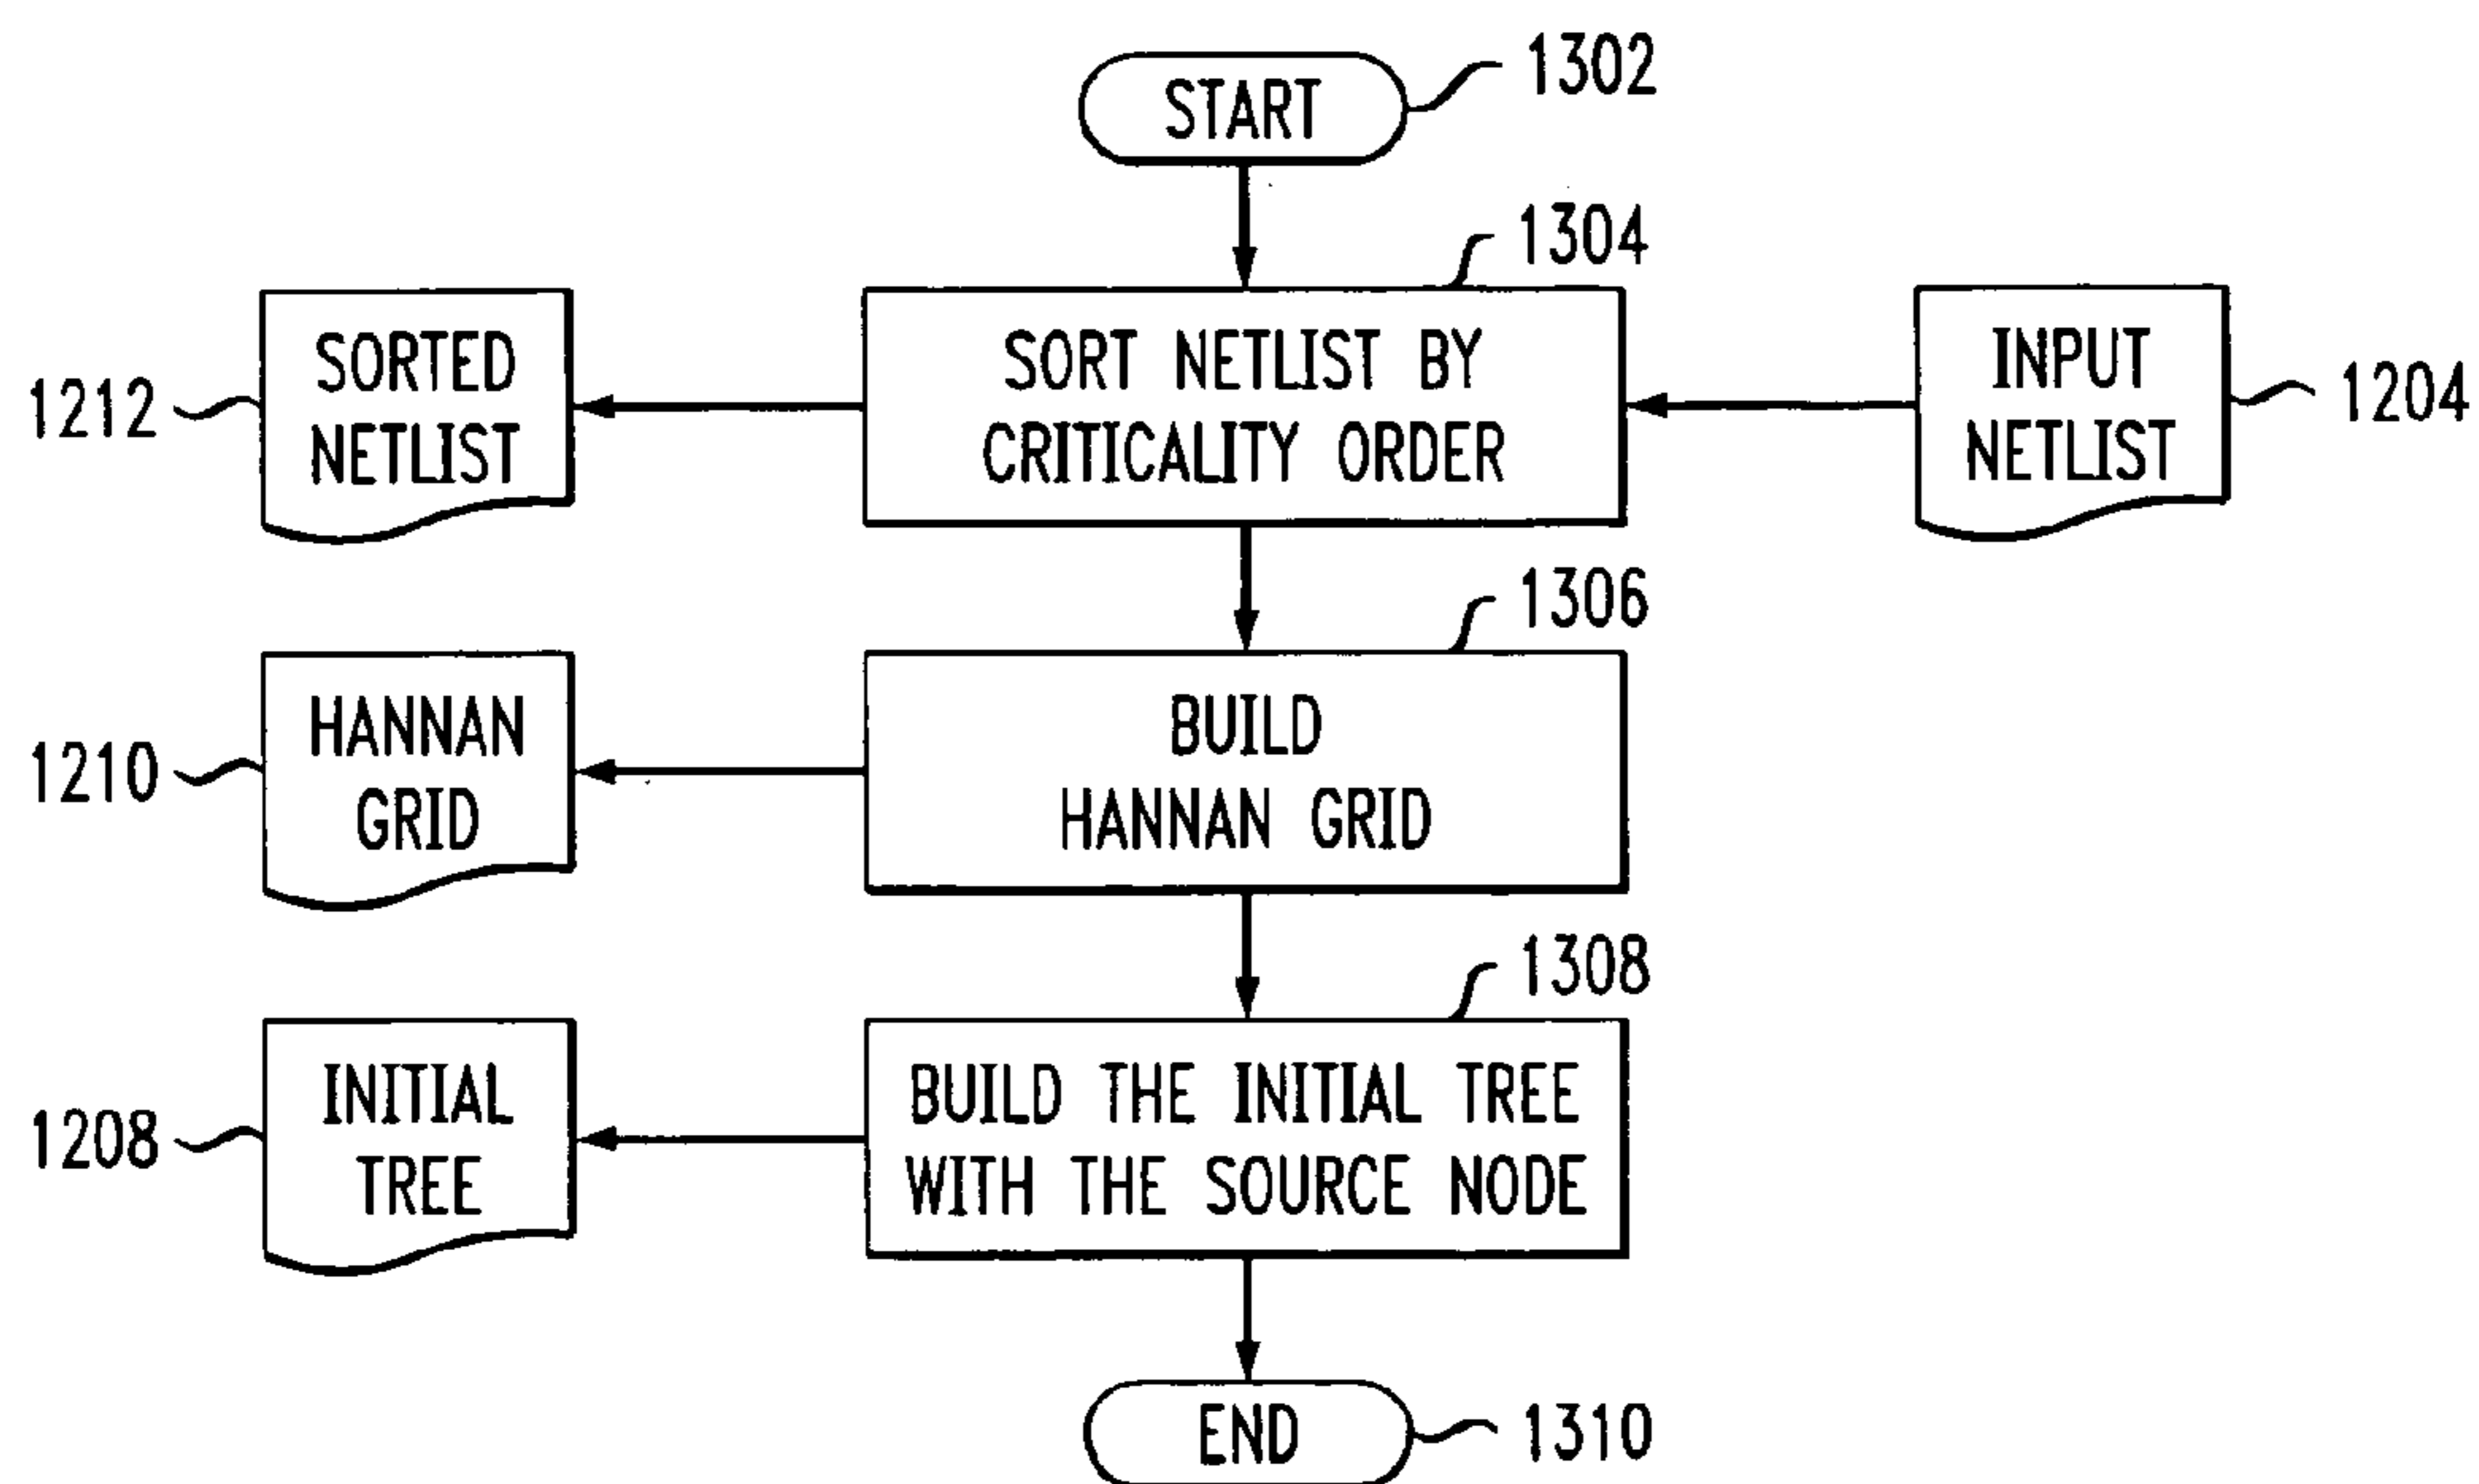 START
1302
1304
SORTED
NETLIST
1212
SORT NETLIST BY
CRITICALITY ORDER
INPUT
NETLIST
1204
1306
HANNAN
GRID
1210
BUILD
HANNAN GRID
1308
INITIAL
TREE
1208
BUILD THE INITIAL TREE
WITH THE SOURCE NODE
END
1310